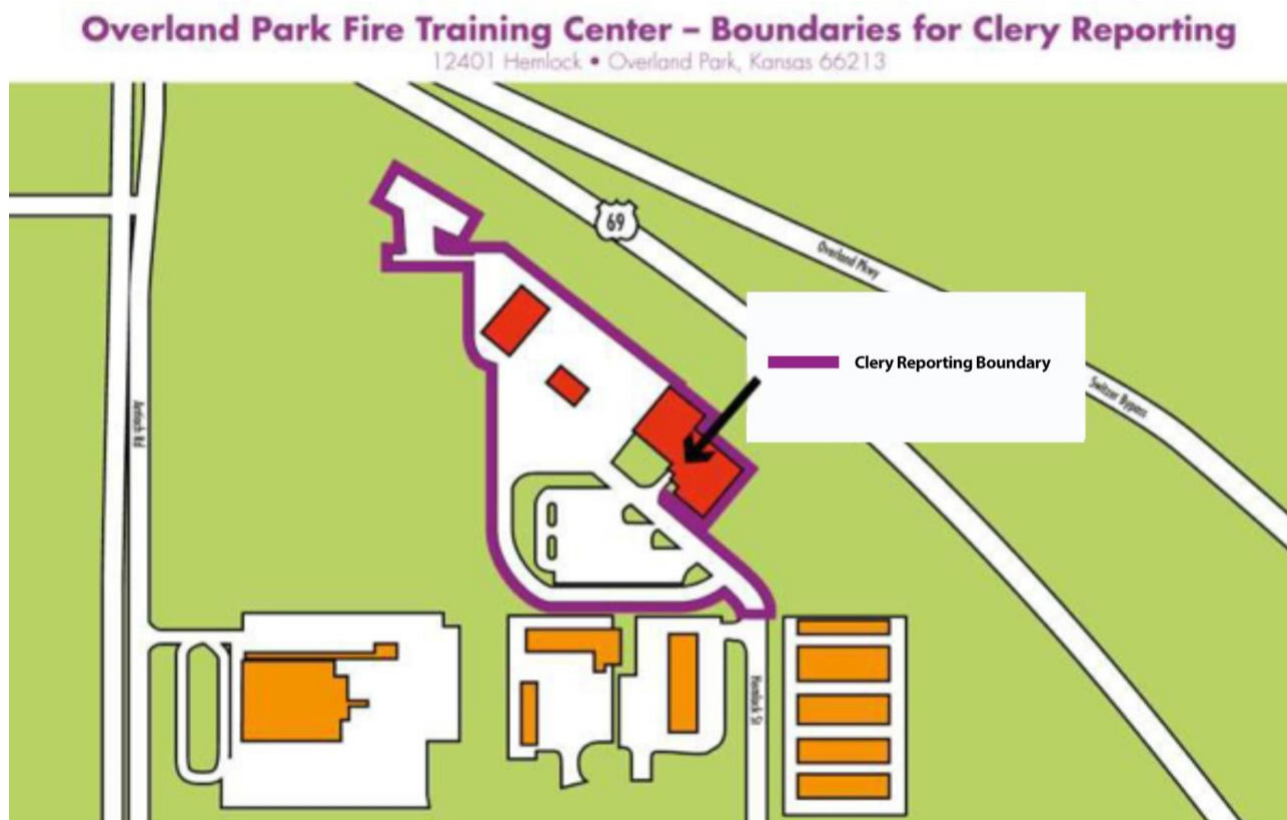 Overland Park Fire Training Center – Boundaries for Clery Reporting
12401 Hemlock • Overland Park, Kansas 66213
69
Overland Pkwy
Clery Reporting Boundary
Switzer Bypass
Antioch Rd
Hemlock St